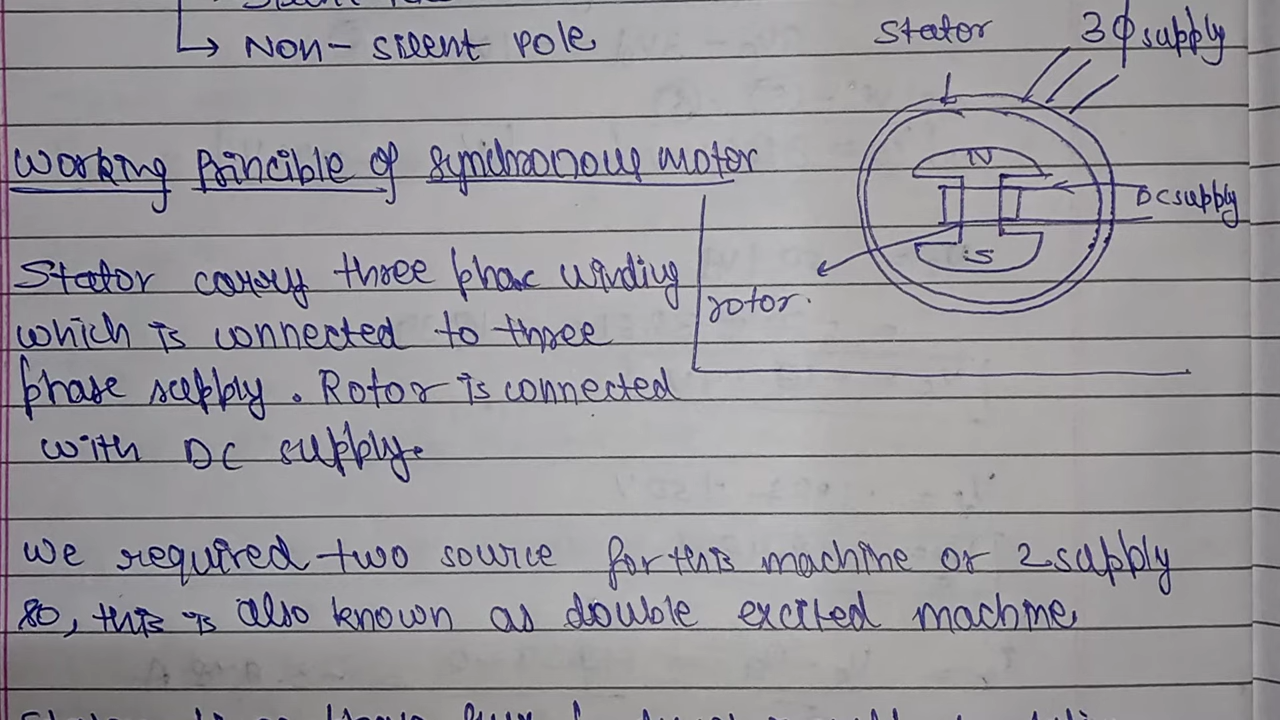 Non-silent pole
Stator 3φ supply
Working Principle of synchronous motor
N
DC supply
S
rotor.
Stator carry three phase winding
which is connected to three
phase supply. Rotor is connected
with DC supply.
We required two source for this machine or 2 supply
so, this is also known as double excited machine